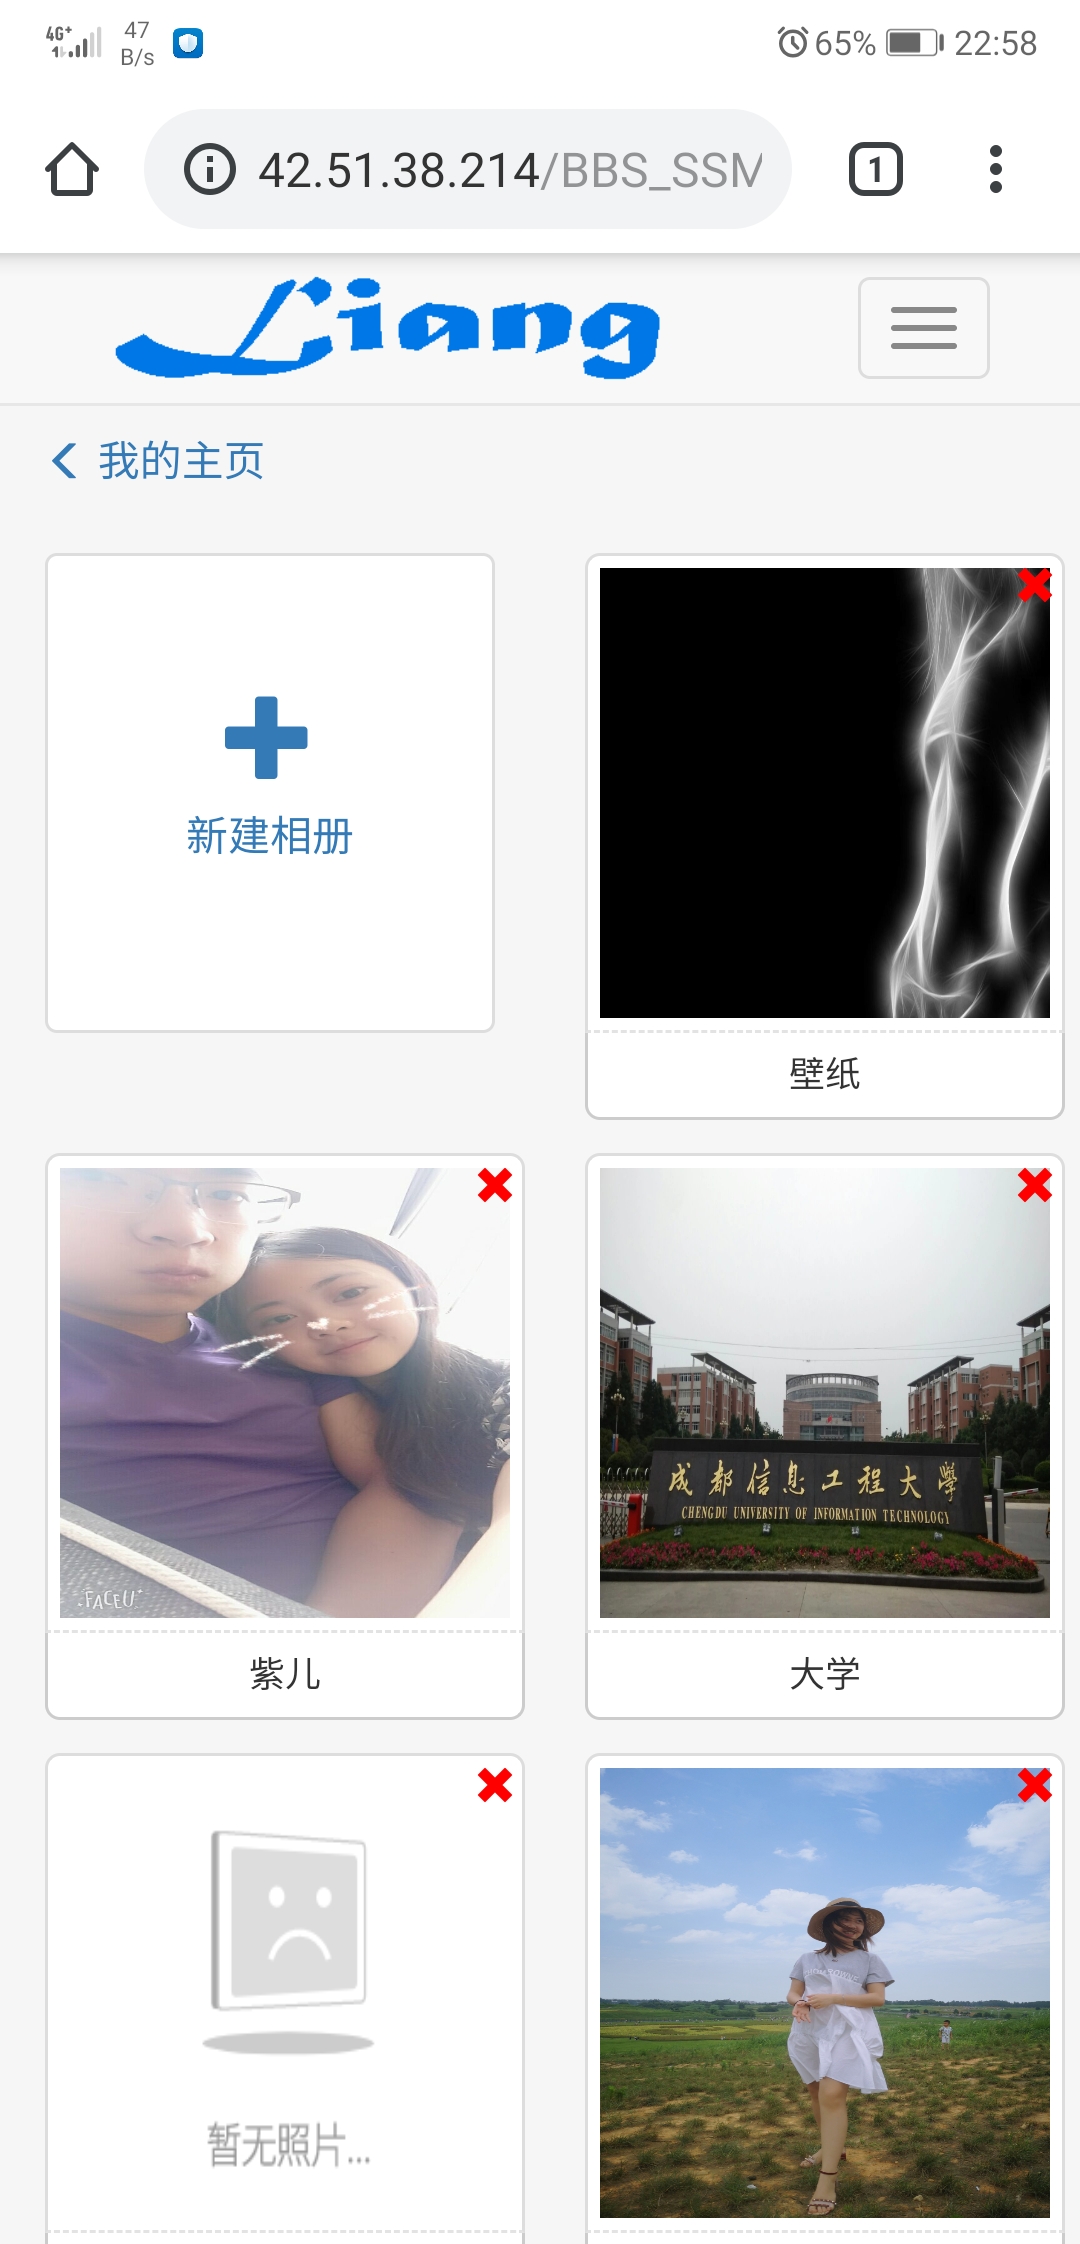 4G+ 47 B/s 65% 22:58
42.51.38.214/BBS_SSM 1
Liang
我的主页
新建相册
壁纸
FACEU
成都信息工程大學
CHENGDU UNIVERSITY OF INFORMATION TECHNOLOGY
紫儿
大学
暂无照片...